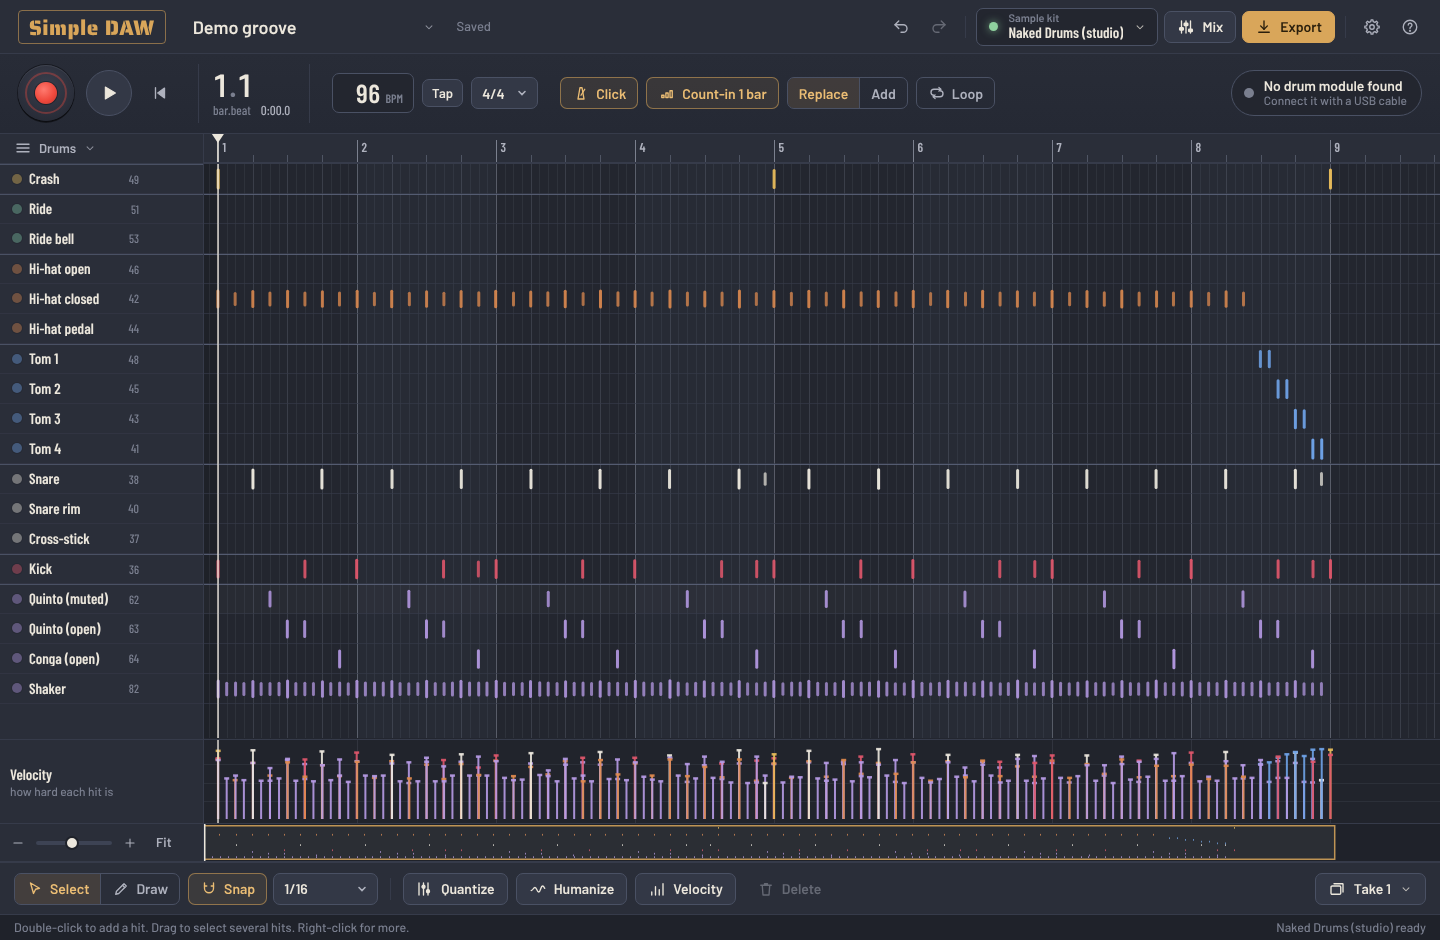 Simple DAW
Demo groove
Saved
Sample kit
Naked Drums (studio)
Mix
Export
1.1
bar.beat 0:00.0
96 BPM
Tap
4/4
Click
Count-in 1 bar
Replace
Add
Loop
No drum module found
Connect it with a USB cable
Drums
1 2 3 4 5 6 7 8 9
Crash 49
Ride 51
Ride bell 53
Hi-hat open 46
Hi-hat closed 42
Hi-hat pedal 44
Tom 1 48
Tom 2 45
Tom 3 43
Tom 4 41
Snare 38
Snare rim 40
Cross-stick 37
Kick 36
Quinto (muted) 62
Quinto (open) 63
Conga (open) 64
Shaker 82
Velocity
how hard each hit is
Fit
Select
Draw
Snap
1/16
Quantize
Humanize
Velocity
Delete
Take 1
Double-click to add a hit. Drag to select several hits. Right-click for more.
Naked Drums (studio) ready